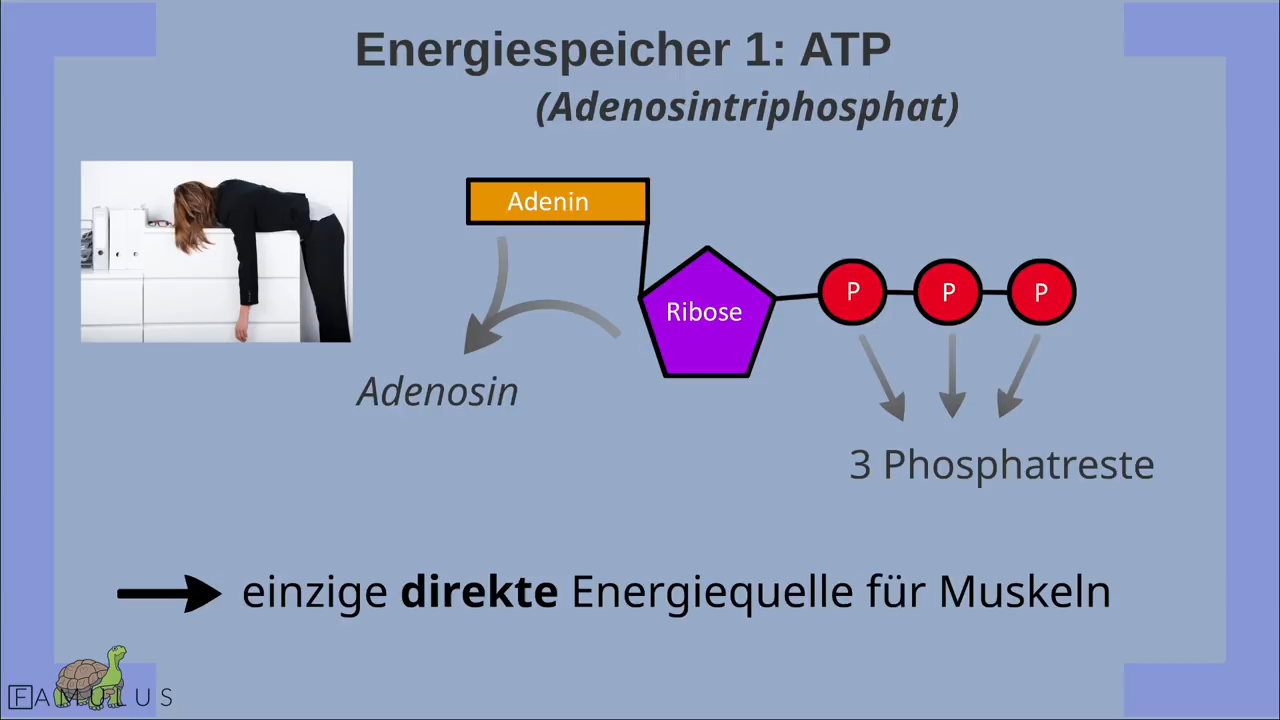 Energiespeicher 1: ATP
(Adenosintriphosphat)
Adenin
Ribose
P P P
Adenosin
3 Phosphatreste
einzige direkte Energiequelle für Muskeln
FAMULUS